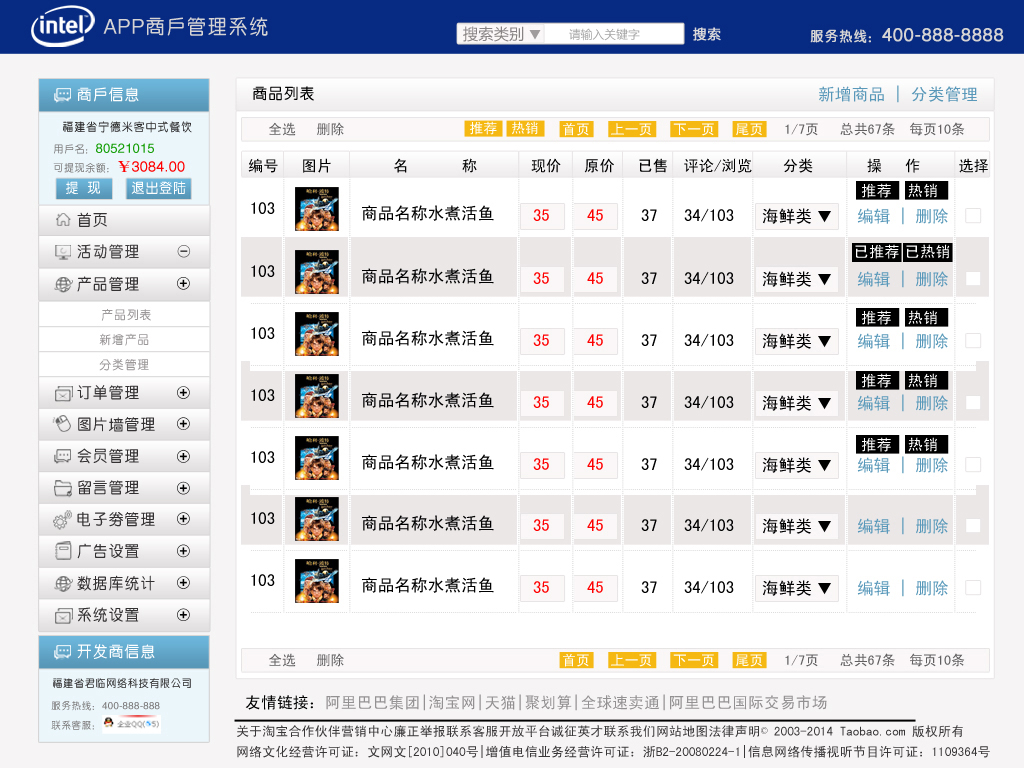 intel APP商戶管理系统
搜索类别▼ 请输入关键字 搜索
服务热线：400-888-8888
商戶信息
福建省宁德米客中式餐饮
用戶名：80521015
可提现余额：￥3084.00
提 现 退出登陆
首页
活动管理
产品管理
产品列表
新增产品
分类管理
订单管理
图片墙管理
会员管理
留言管理
电子劵管理
广告设置
数据库统计
系统设置
开发商信息
福建省君临网络科技有限公司
服务热线：400-888-888
联系客服：企业QQ
商品列表 新增商品 | 分类管理
全选 删除 推荐 热销 首页 上一页 下一页 尾页 1/7页 总共67条 每页10条
编号 图片 名 称 现价 原价 已售 评论/浏览 分类 操 作 选择
推荐 热销
103 商品名称水煮活鱼 35 45 37 34/103 海鲜类▼ 编辑 | 删除
已推荐 已热销
103 商品名称水煮活鱼 35 45 37 34/103 海鲜类▼ 编辑 | 删除
推荐 热销
103 商品名称水煮活鱼 35 45 37 34/103 海鲜类▼ 编辑 | 删除
推荐 热销
103 商品名称水煮活鱼 35 45 37 34/103 海鲜类▼ 编辑 | 删除
推荐 热销
103 商品名称水煮活鱼 35 45 37 34/103 海鲜类▼ 编辑 | 删除
103 商品名称水煮活鱼 35 45 37 34/103 海鲜类▼ 编辑 | 删除
103 商品名称水煮活鱼 35 45 37 34/103 海鲜类▼ 编辑 | 删除
全选 删除 首页 上一页 下一页 尾页 1/7页 总共67条 每页10条
友情链接：阿里巴巴集团|淘宝网|天猫|聚划算|全球速卖通|阿里巴巴国际交易市场
关于淘宝合作伙伴营销中心廉正举报联系客服开放平台诚征英才联系我们网站地图法律声明© 2003-2014 Taobao.com 版权所有
网络文化经营许可证：文网文[2010]040号|增值电信业务经营许可证：浙B2-20080224-1|信息网络传播视听节目许可证：1109364号